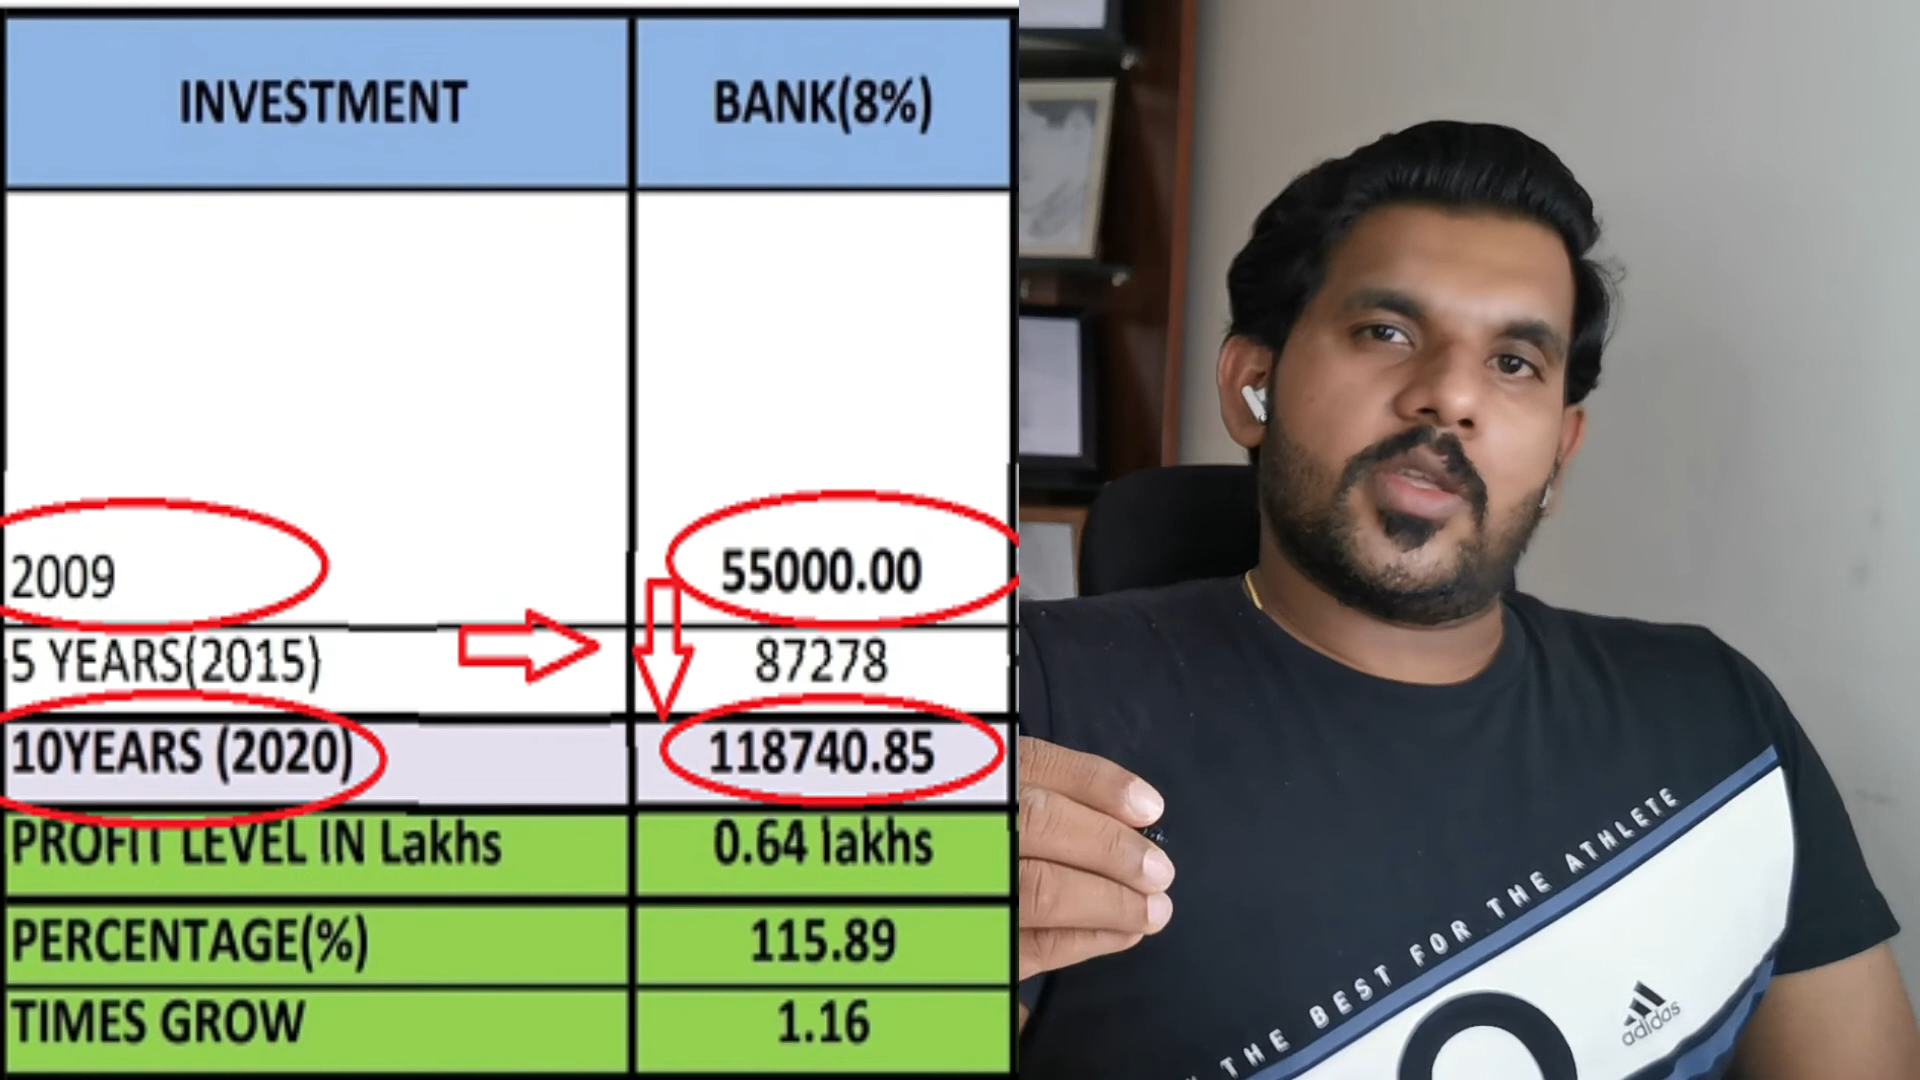 INVESTMENT BANK(8%)
2009 55000.00
5 YEARS(2015) 87278
10YEARS (2020) 118740.85
PROFIT LEVEL IN Lakhs 0.64 lakhs
PERCENTAGE(%) 115.89
TIMES GROW 1.16
THE BEST FOR THE ATHLETE
adidas